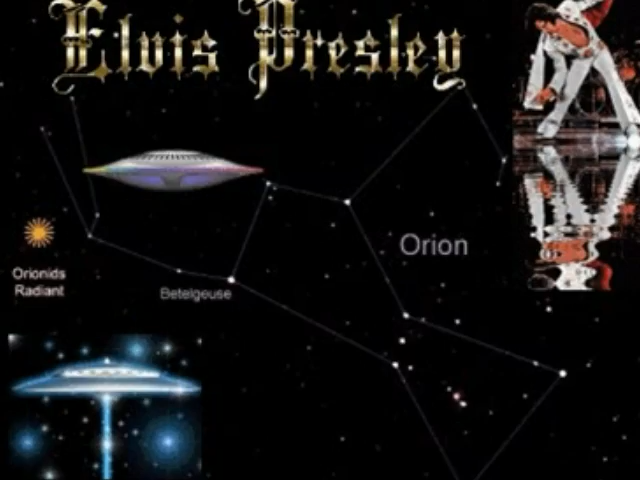 Elvis Presley
Orion
Orionids
Radiant
Betelgeuse